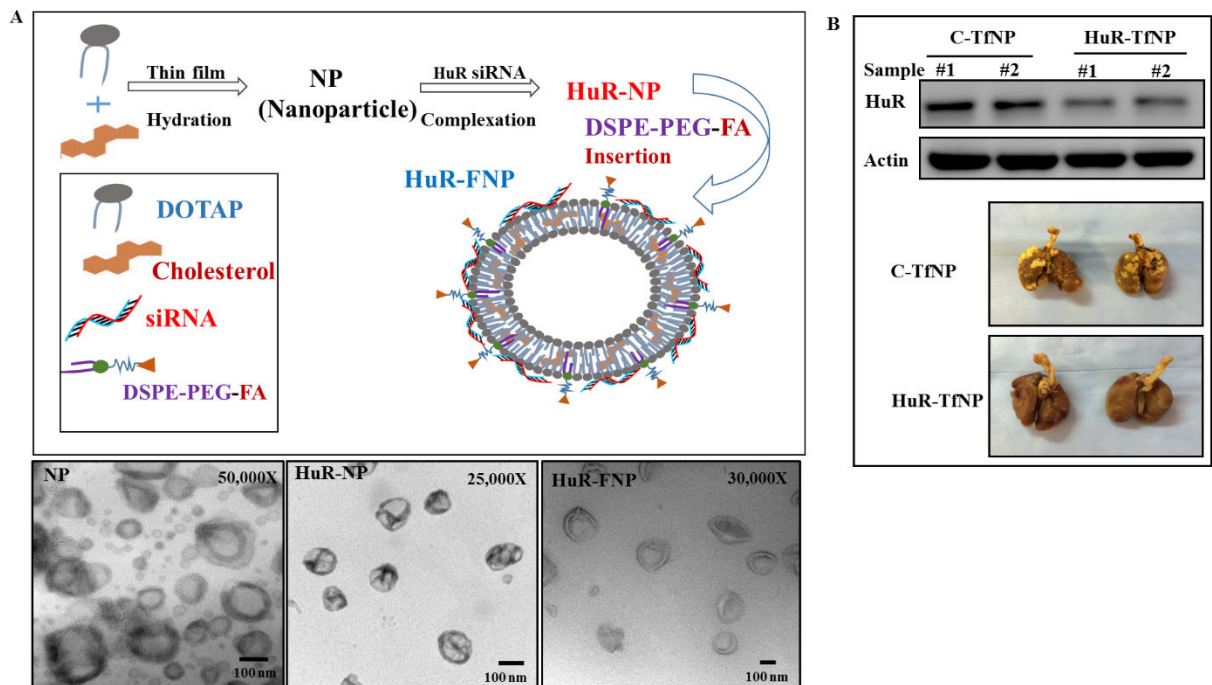 A
Thin film
Hydration
NP
(Nanoparticle)
HuR siRNA
Complexation
HuR-NP
DSPE-PEG-FA
Insertion
HuR-FNP
DOTAP
Cholesterol
siRNA
DSPE-PEG-FA
NP
50,000X
100 nm
HuR-NP
25,000X
100 nm
HuR-FNP
30,000X
100 nm
B
C-TfNP HuR-TfNP
Sample #1 #2 #1 #2
HuR
Actin
C-TfNP
HuR-TfNP